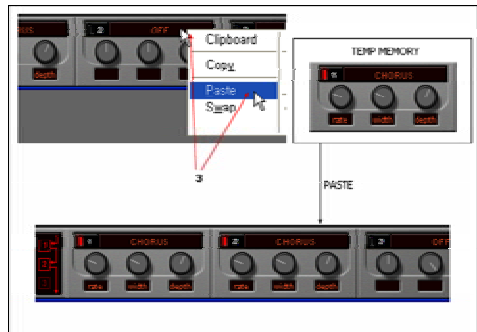 OFF
depth
Clipboard
Copy
Paste
Swap
3
TEMP MEMORY
CHORUS
rate width depth
PASTE
CHORUS CHORUS OFF
rate width depth rate width depth